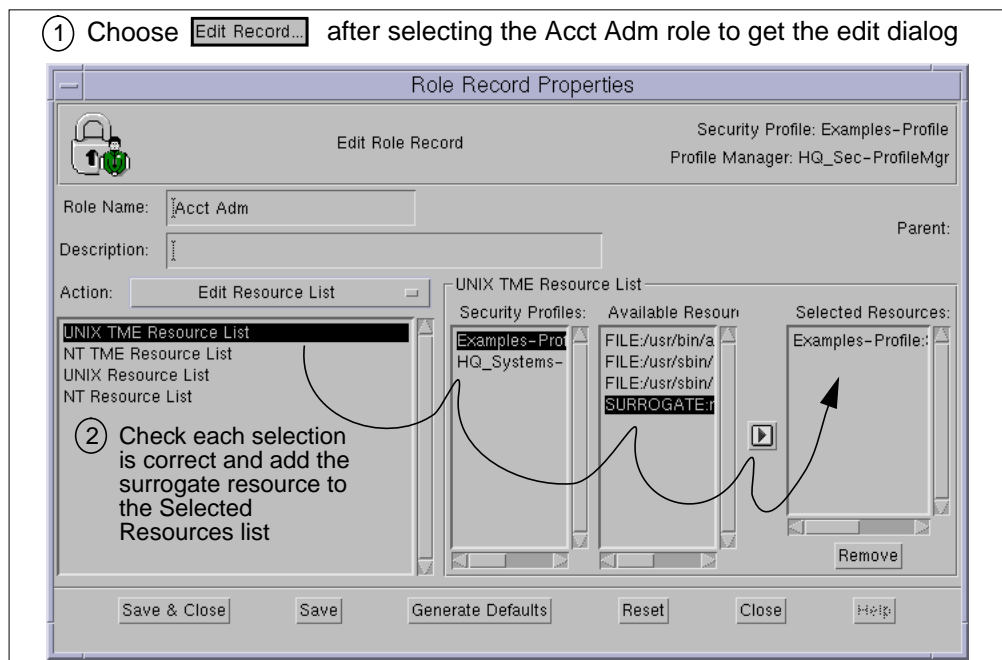 1 Choose Edit Record... after selecting the Acct Adm role to get the edit dialog
Role Record Properties
Edit Role Record
Security Profile: Examples-Profile
Profile Manager: HQ_Sec-ProfileMgr
Role Name: Acct Adm
Parent:
Description:
Action: Edit Resource List
UNIX TME Resource List
NT TME Resource List
UNIX Resource List
NT Resource List
2 Check each selection
is correct and add the
surrogate resource to
the Selected
Resources list
UNIX TME Resource List
Security Profiles:
Examples-Prof
HQ_Systems-
Available Resour
FILE:/usr/bin/a
FILE:/usr/sbin/
FILE:/usr/sbin/
SURROGATE:r
Selected Resources:
Examples-Profile:
Remove
Save & Close Save Generate Defaults Reset Close Help